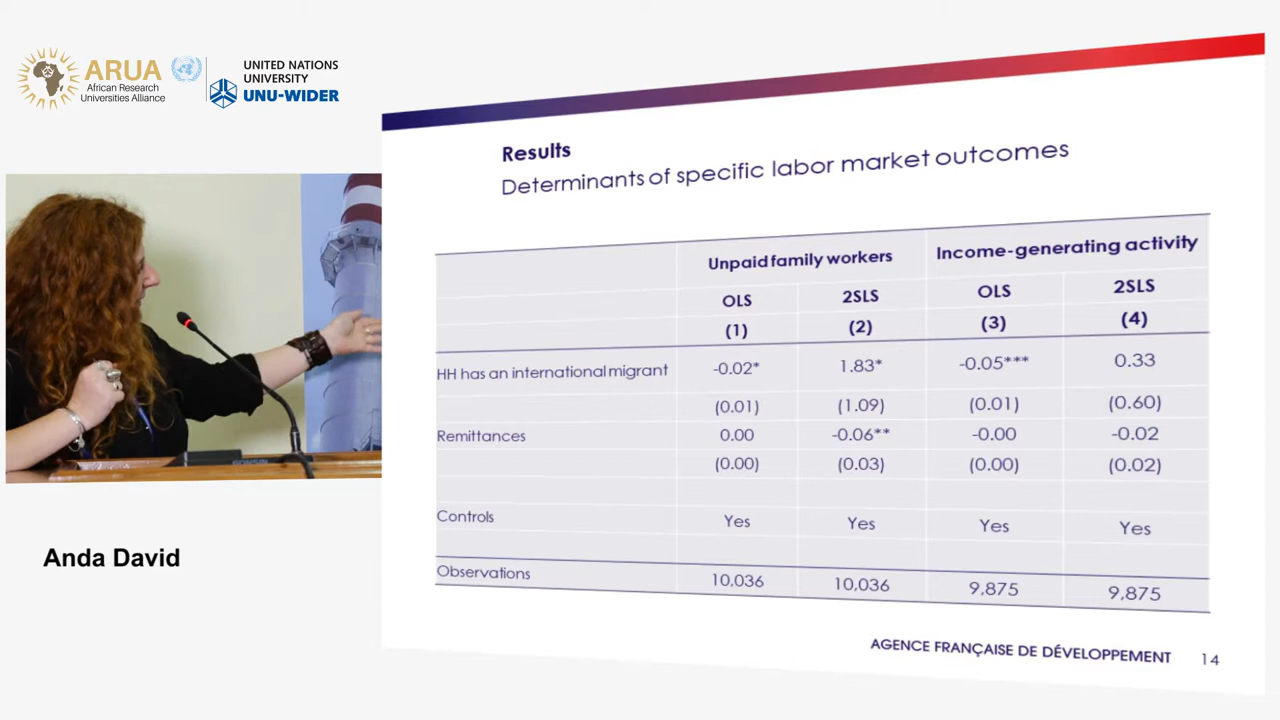 ARUA
African Research
Universities Alliance
UNITED NATIONS
UNIVERSITY
UNU-WIDER
Results
Determinants of specific labor market outcomes
Unpaid family workers Income-generating activity
OLS 2SLS OLS 2SLS
(1) (2) (3) (4)
HH has an international migrant -0.02* 1.83* -0.05*** 0.33
(0.01) (1.09) (0.01) (0.60)
Remittances 0.00 -0.06** -0.00 -0.02
(0.00) (0.03) (0.00) (0.02)
Controls Yes Yes Yes Yes
Observations 10,036 10,036 9,875 9,875
AGENCE FRANÇAISE DE DÉVELOPPEMENT 14
Anda David